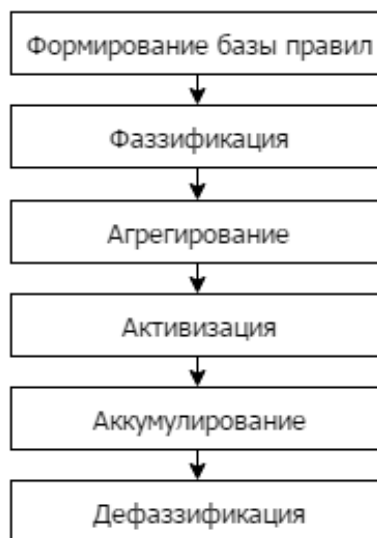 Формирование базы правил
Фаззификация
Агрегирование
Активизация
Аккумулирование
Дефаззификация